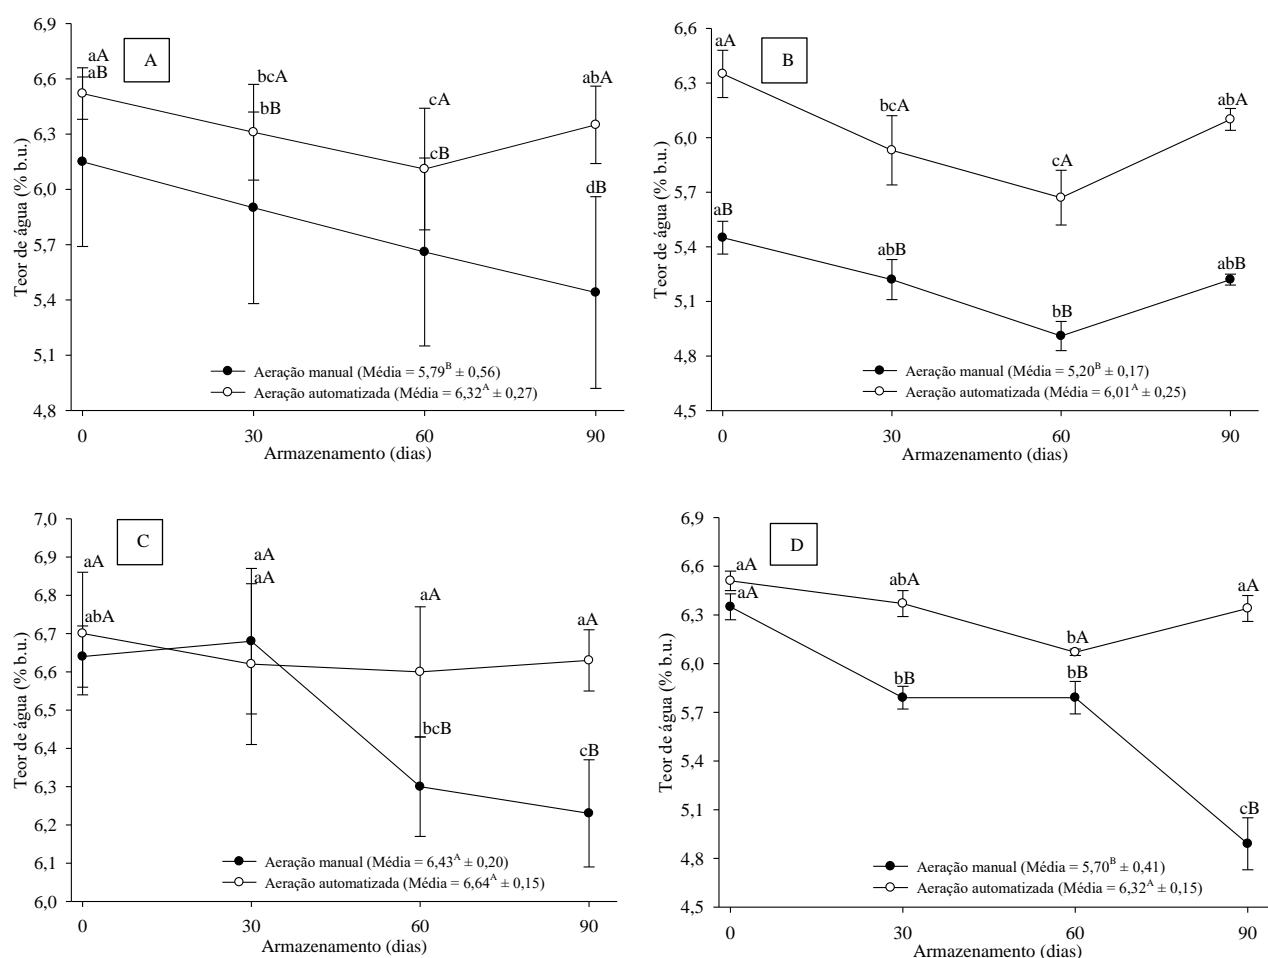 6,9
6,6
6,3
6,0
5,7
5,4
5,1
4,8
Teor de água (% b.u.)
A
aA
aB
bcA
bB
cA
cB
abA
dB
Aeração manual (Média = 5,79B ± 0,56)
Aeração automatizada (Média = 6,32A ± 0,27)
0 30 60 90
Armazenamento (dias)
6,6
6,3
6,0
5,7
5,4
5,1
4,8
4,5
Teor de água (% b.u.)
B
aA
bcA
cA
abA
aB
abB
bB
abB
Aeração manual (Média = 5,20B ± 0,17)
Aeração automatizada (Média = 6,01A ± 0,25)
0 30 60 90
Armazenamento (dias)
7,0
6,9
6,8
6,7
6,6
6,5
6,4
6,3
6,2
6,1
6,0
Teor de água (% b.u.)
C
aA
abA
aA
aA
aA
bcB
aA
cB
Aeração manual (Média = 6,43A ± 0,20)
Aeração automatizada (Média = 6,64A ± 0,15)
0 30 60 90
Armazenamento (dias)
6,9
6,6
6,3
6,0
5,7
5,4
5,1
4,8
4,5
Teor de água (% b.u.)
D
aA
aA
abA
bB
bA
bB
aA
cB
Aeração manual (Média = 5,70B ± 0,41)
Aeração automatizada (Média = 6,32A ± 0,15)
0 30 60 90
Armazenamento (dias)